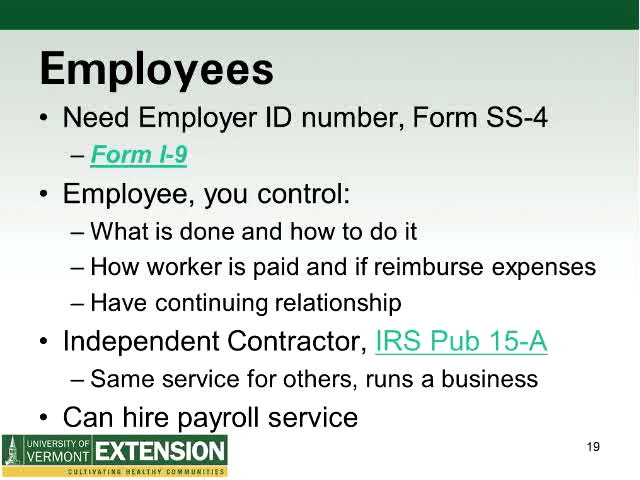 Employees
• Need Employer ID number, Form SS-4
– Form I-9
• Employee, you control:
– What is done and how to do it
– How worker is paid and if reimburse expenses
– Have continuing relationship
• Independent Contractor, IRS Pub 15-A
– Same service for others, runs a business
• Can hire payroll service
UNIVERSITY OF
VERMONT EXTENSION
CULTIVATING HEALTHY COMMUNITIES
19